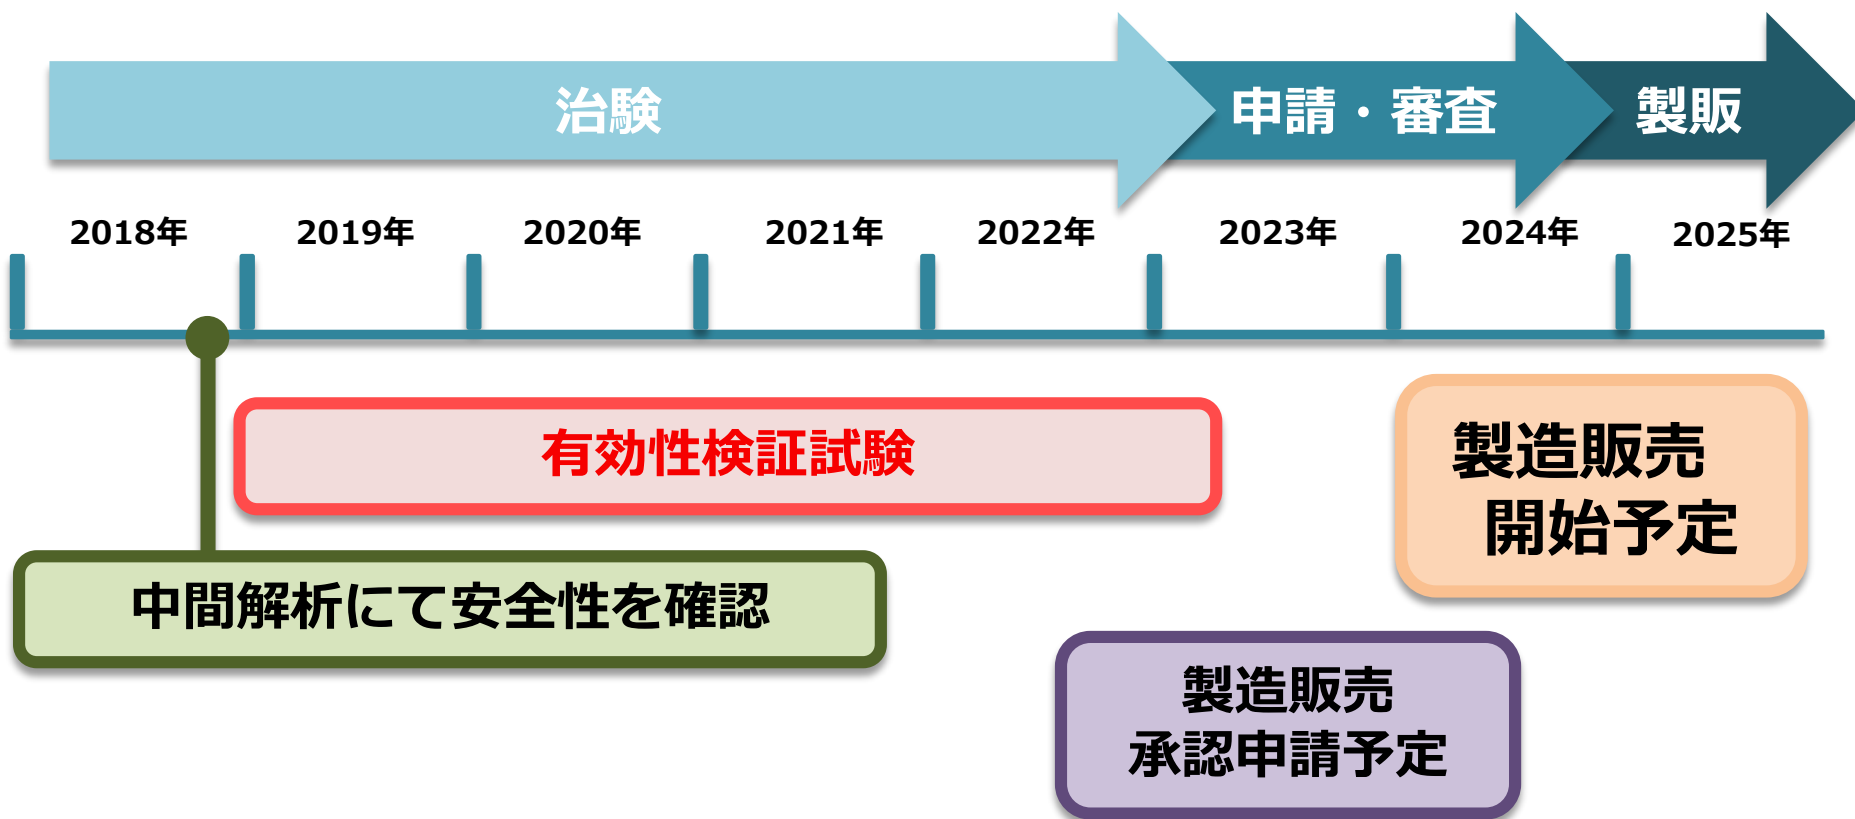 治験
申請・審査
製販
2018年
2019年
2020年
2021年
2022年
2023年
2024年
2025年
有効性検証試験
製造販売
開始予定
中間解析にて安全性を確認
製造販売
承認申請予定